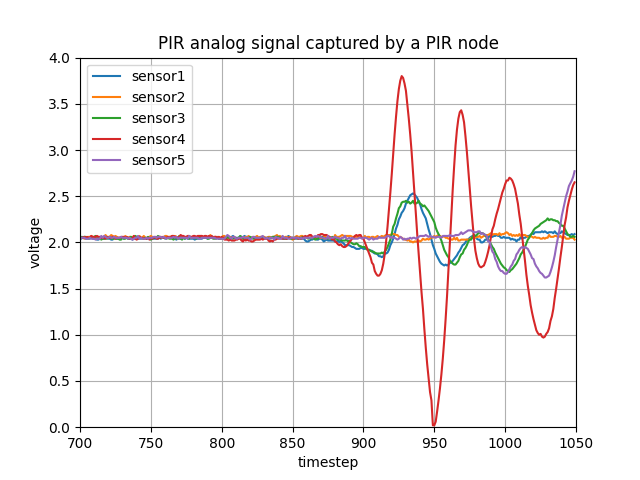 PIR analog signal captured by a PIR node
4.0
3.5
3.0
2.5
2.0
1.5
1.0
0.5
0.0
voltage
sensor1
sensor2
sensor3
sensor4
sensor5
700 750 800 850 900 950 1000 1050
timestep